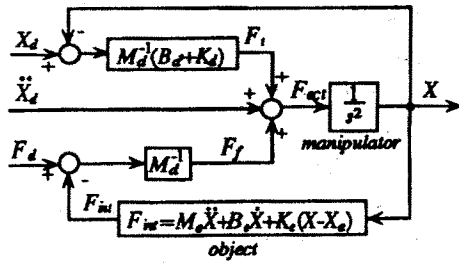 X_d + - M_d^-1(B_d+K_d) F_t
Ẍ_d + + + F_act 1/s² X
manipulator
F_d + - M_d^-1 F_f
F_int F_int=M_eẌ+B_eẊ+K_e(X-X_e)
object